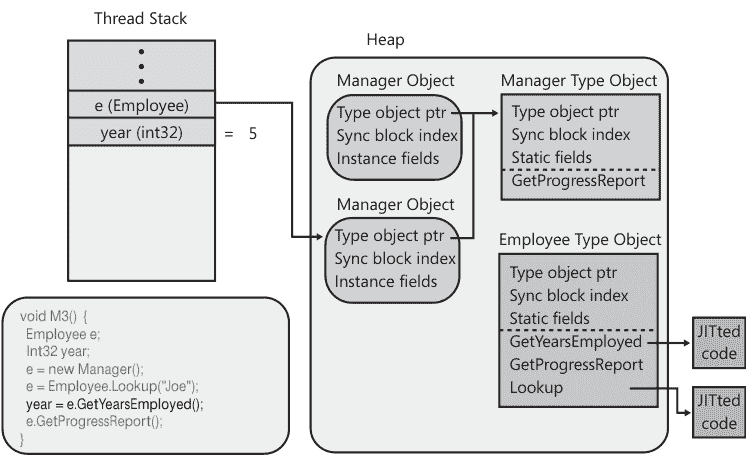 Thread Stack
e (Employee)
year (int32)
= 5
Heap
Manager Object
Type object ptr
Sync block index
Instance fields
Manager Object
Type object ptr
Sync block index
Instance fields
Manager Type Object
Type object ptr
Sync block index
Static fields
GetProgressReport
Employee Type Object
Type object ptr
Sync block index
Static fields
GetYearsEmployed
GetProgressReport
Lookup
JITted
code
JITted
code
void M3() {
Employee e;
Int32 year;
e = new Manager();
e = Employee.Lookup("Joe");
year = e.GetYearsEmployed();
e.GetProgressReport();
}